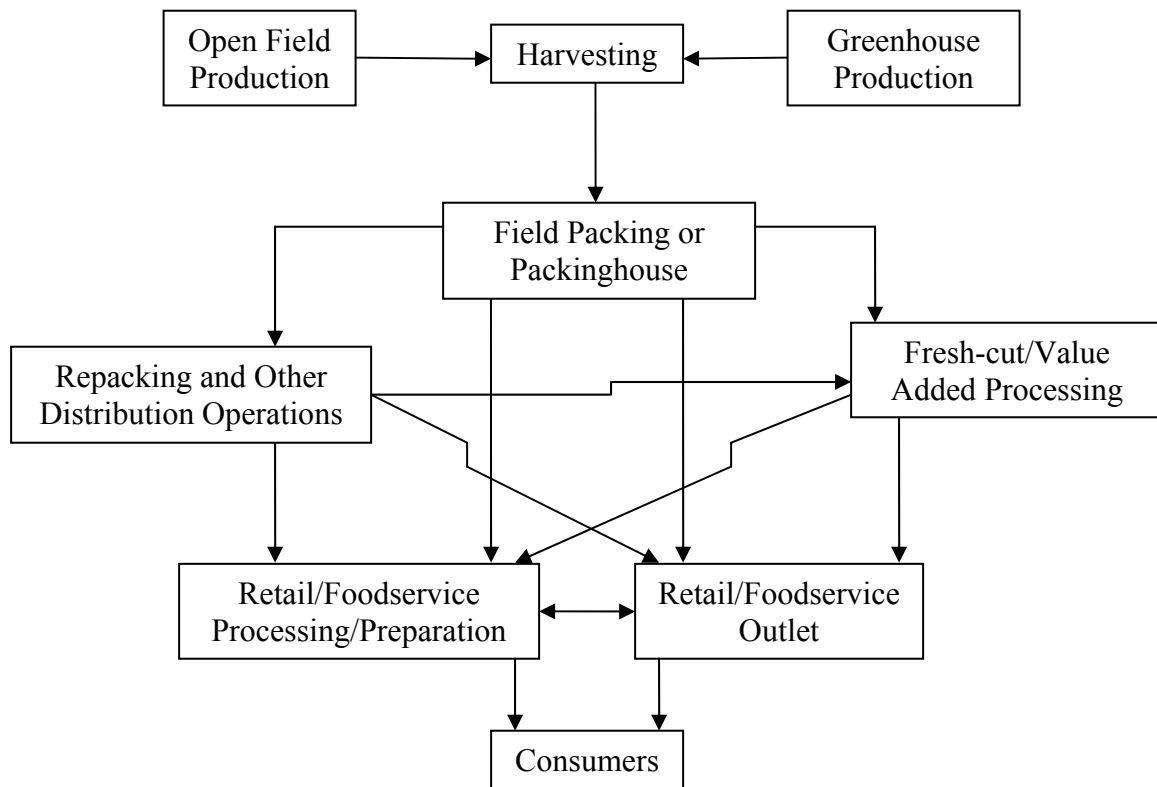 Open Field
Production
Harvesting
Greenhouse
Production
Field Packing or
Packinghouse
Repacking and Other
Distribution Operations
Fresh-cut/Value
Added Processing
Retail/Foodservice
Processing/Preparation
Retail/Foodservice
Outlet
Consumers